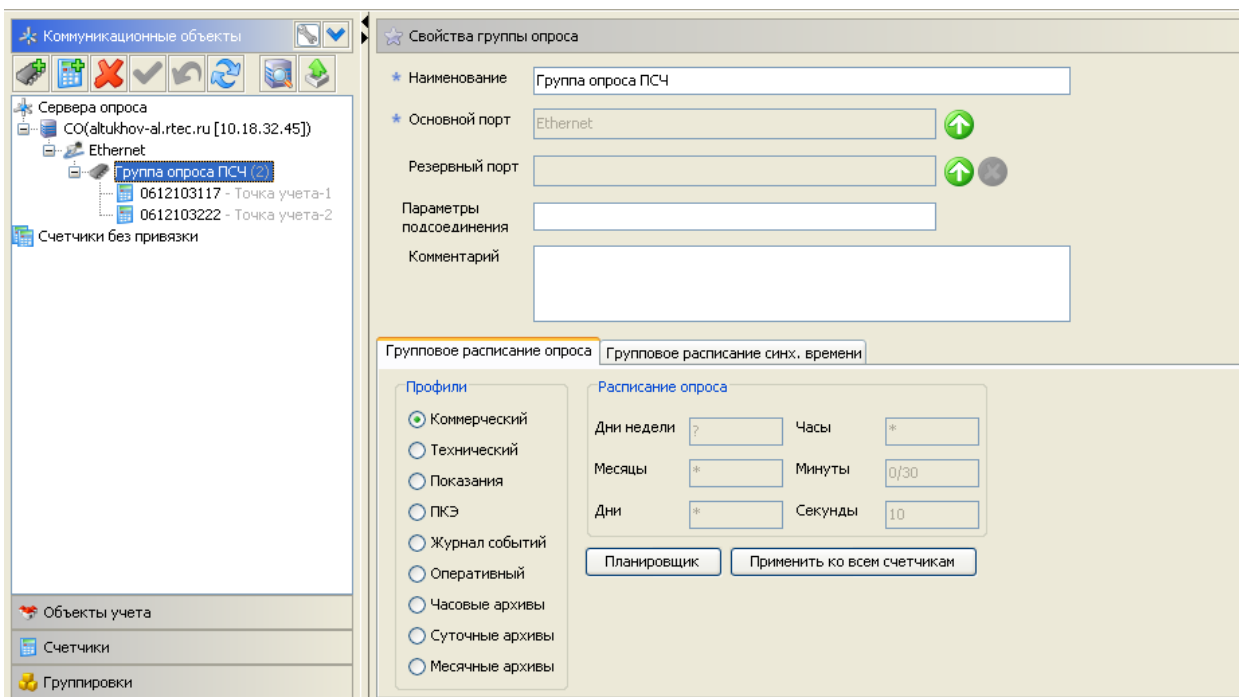 Коммуникационные объекты
Сервера опроса
СО(altukhov-al.rtec.ru [10.18.32.45])
Ethernet
Группа опроса ПСЧ (2)
0612103117 - Точка учета-1
0612103222 - Точка учета-2
Счетчики без привязки
Объекты учета
Счетчики
Группировки
Свойства группы опроса
* Наименование Группа опроса ПСЧ
* Основной порт Ethernet
Резервный порт
Параметры
подсоединения
Комментарий
Групповое расписание опроса Групповое расписание синх. времени
Профили
Коммерческий
Технический
Показания
ПКЭ
Журнал событий
Оперативный
Часовые архивы
Суточные архивы
Месячные архивы
Расписание опроса
Дни недели ? Часы *
Месяцы * Минуты 0/30
Дни * Секунды 10
Планировщик Применить ко всем счетчикам